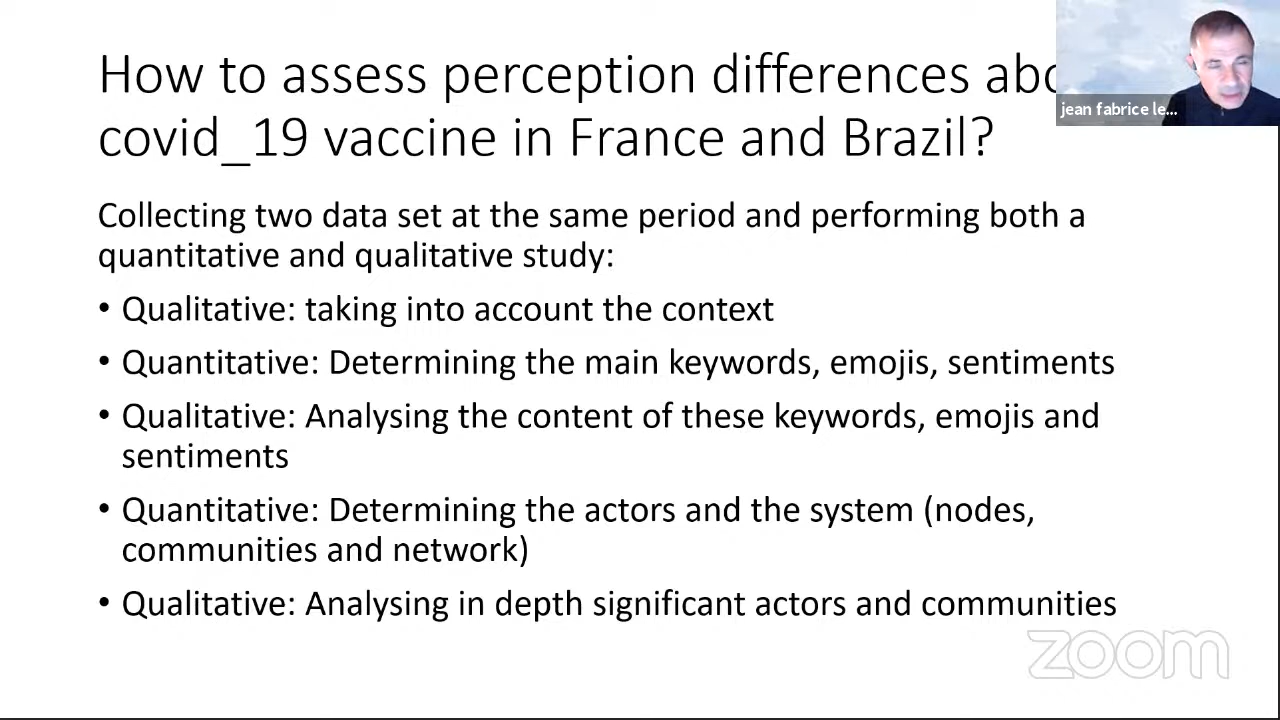 How to assess perception differences abo
covid_19 vaccine in France and Brazil?
jean fabrice le...
Collecting two data set at the same period and performing both a
quantitative and qualitative study:
• Qualitative: taking into account the context
• Quantitative: Determining the main keywords, emojis, sentiments
• Qualitative: Analysing the content of these keywords, emojis and
sentiments
• Quantitative: Determining the actors and the system (nodes,
communities and network)
• Qualitative: Analysing in depth significant actors and communities
zoom